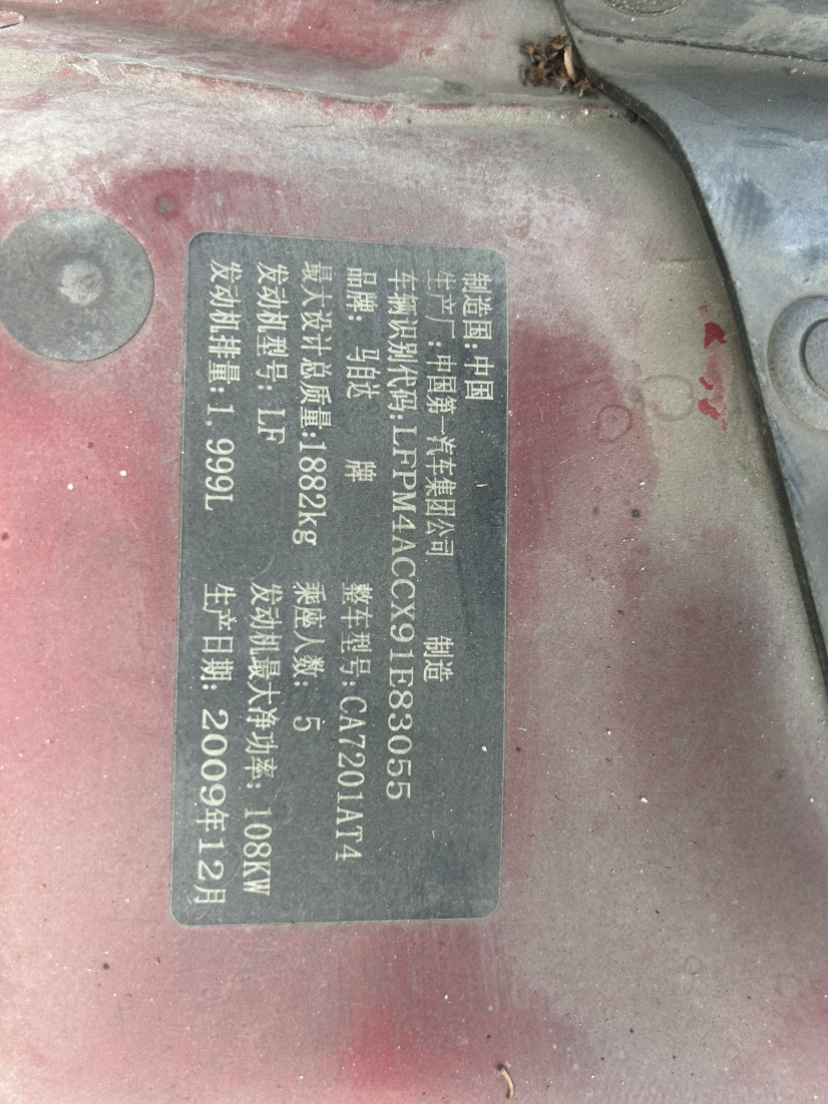 制造国:中国
生产厂:中国第一汽车集团公司 制造
车辆识别代码:LFPM4ACCX91E83055
品牌: 马自达 牌 整车型号:CA7201AT4
最大设计总质量:1882kg 乘座人数: 5
发动机型号: LF 发动机最大净功率: 108KW
发动机排量:1.999L 生产日期: 2009年12月